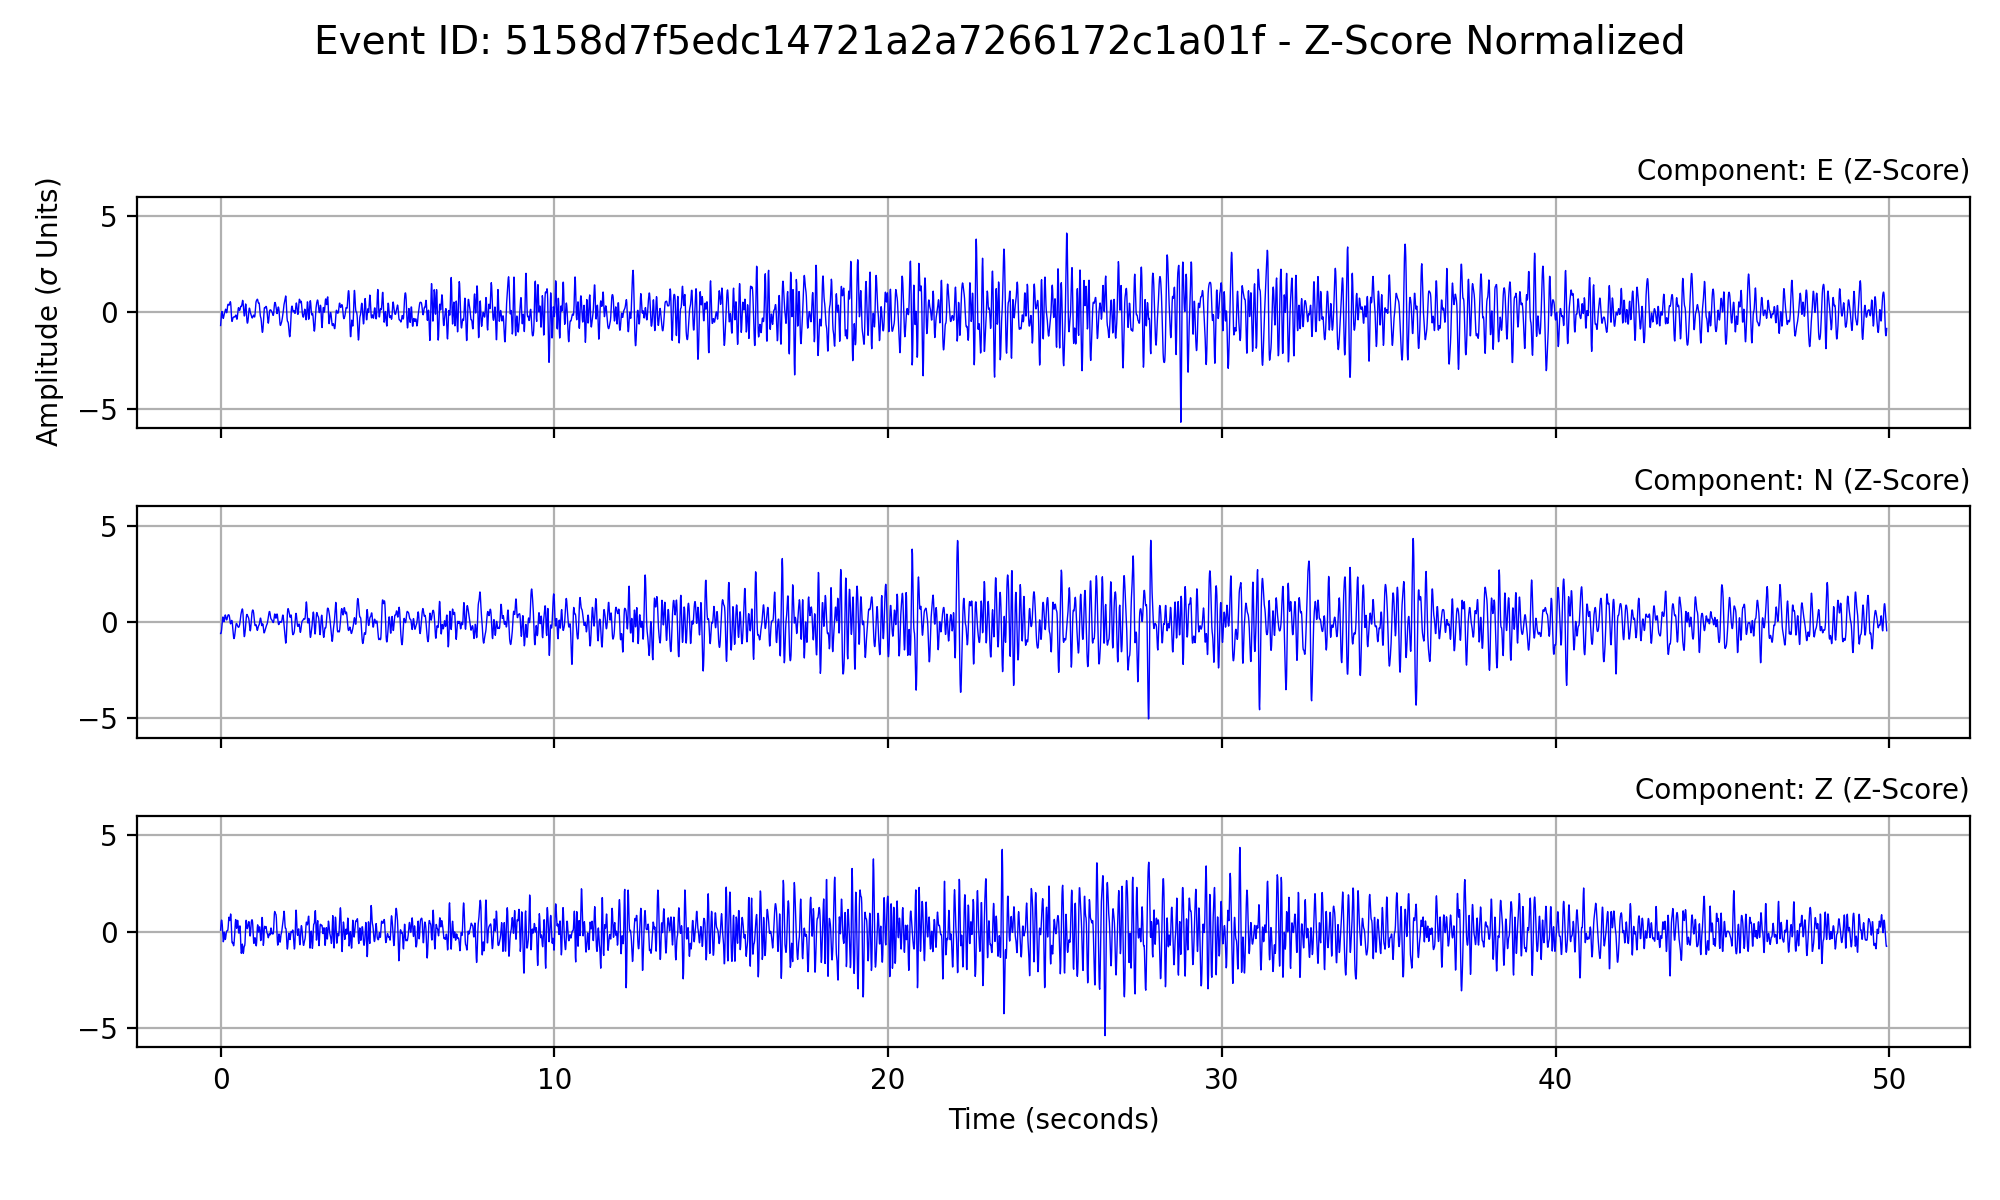 Event ID: 5158d7f5edc14721a2a7266172c1a01f - Z-Score Normalized
Component: E (Z-Score)
Amplitude (σ Units)
5
0
−5
Component: N (Z-Score)
5
0
−5
Component: Z (Z-Score)
5
0
−5
0 10 20 30 40 50
Time (seconds)